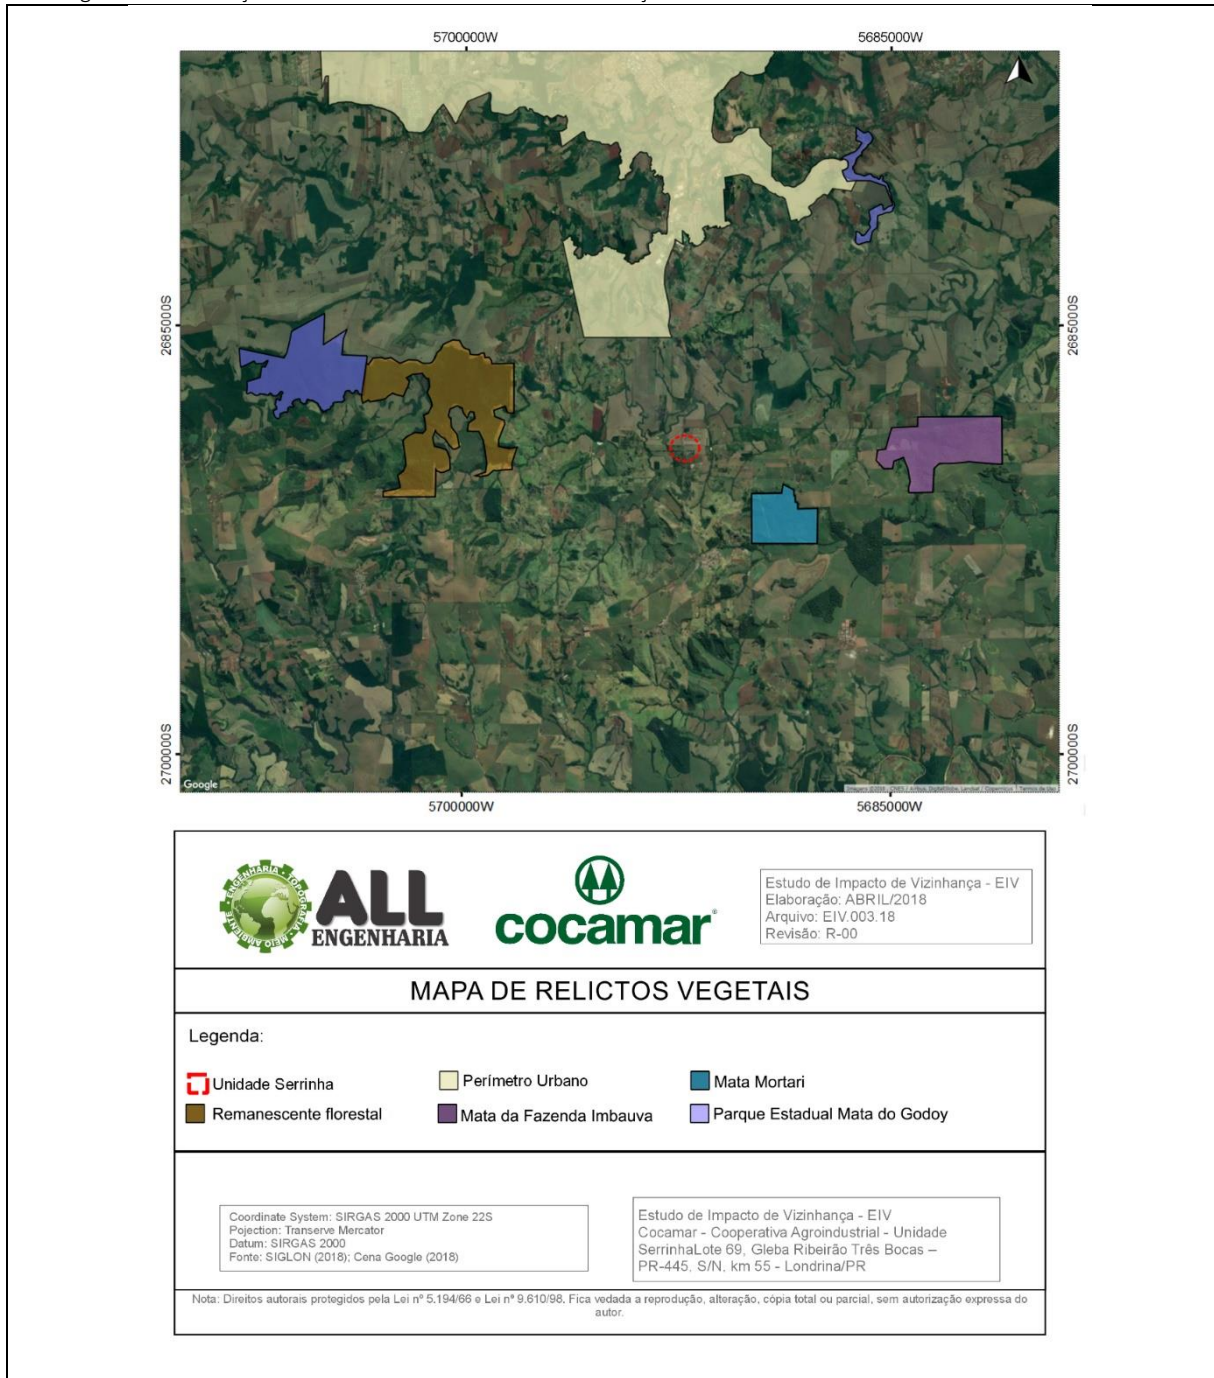 5700000W
5685000W
2685000S
2685000S
2700000S
2700000S
Google
5700000W
5685000W
ENGENHARIA · TOPOGRAFIA · MEIO AMBIENTE
ALL
ENGENHARIA
cocamar®
Estudo de Impacto de Vizinhança - EIV
Elaboração: ABRIL/2018
Arquivo: EIV.003.18
Revisão: R-00
MAPA DE RELICTOS VEGETAIS
Legenda:
Unidade Serrinha
Perímetro Urbano
Mata Mortari
Remanescente florestal
Mata da Fazenda Imbauva
Parque Estadual Mata do Godoy
Coordinate System: SIRGAS 2000 UTM Zone 22S
Pojection: Transerve Mercator
Datum: SIRGAS 2000
Fonte: SIGLON (2018); Cena Google (2018)
Estudo de Impacto de Vizinhança - EIV
Cocamar - Cooperativa Agroindustrial - Unidade
SerrinhaLote 69, Gleba Ribeirão Três Bocas –
PR-445, S/N, km 55 - Londrina/PR
Nota: Direitos autorais protegidos pela Lei nº 5.194/66 e Lei nº 9.610/98. Fica vedada a reprodução, alteração, cópia total ou parcial, sem autorização expressa do
autor.